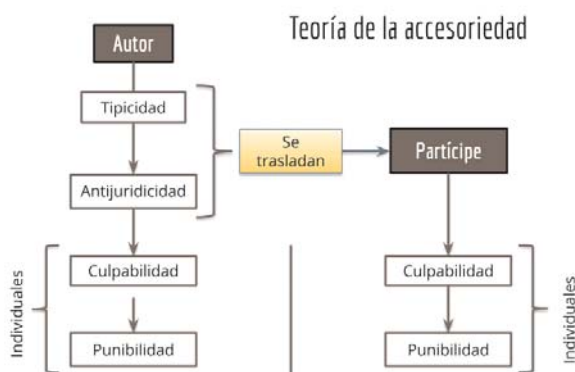 Teoría de la accesoriedad
Autor
Tipicidad
Se
trasladan
Partícipe
Antijuridicidad
Individuales
Culpabilidad
Punibilidad
Culpabilidad
Punibilidad
Individuales